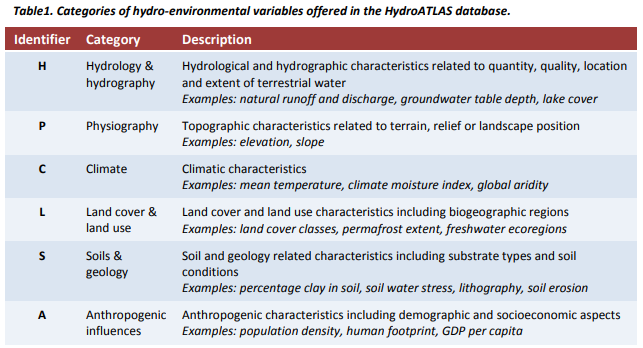 Table1. Categories of hydro-environmental variables offered in the HydroATLAS database.
Identifier Category Description
H Hydrology & Hydrological and hydrographic characteristics related to quantity, quality, location
hydrography and extent of terrestrial water
Examples: natural runoff and discharge, groundwater table depth, lake cover
P Physiography Topographic characteristics related to terrain, relief or landscape position
Examples: elevation, slope
C Climate Climatic characteristics
Examples: mean temperature, climate moisture index, global aridity
L Land cover & Land cover and land use characteristics including biogeographic regions
land use Examples: land cover classes, permafrost extent, freshwater ecoregions
S Soils & Soil and geology related characteristics including substrate types and soil
geology conditions
Examples: percentage clay in soil, soil water stress, lithography, soil erosion
A Anthropogenic Anthropogenic characteristics including demographic and socioeconomic aspects
influences Examples: population density, human footprint, GDP per capita